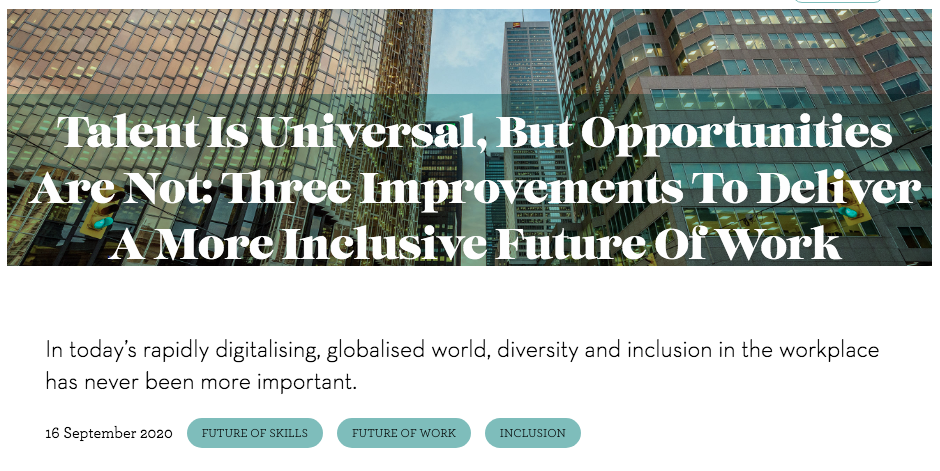 Talent Is Universal, But Opportunities
Are Not: Three Improvements To Deliver
A More Inclusive Future Of Work
In today's rapidly digitalising, globalised world, diversity and inclusion in the workplace
has never been more important.
16 September 2020 FUTURE OF SKILLS FUTURE OF WORK INCLUSION